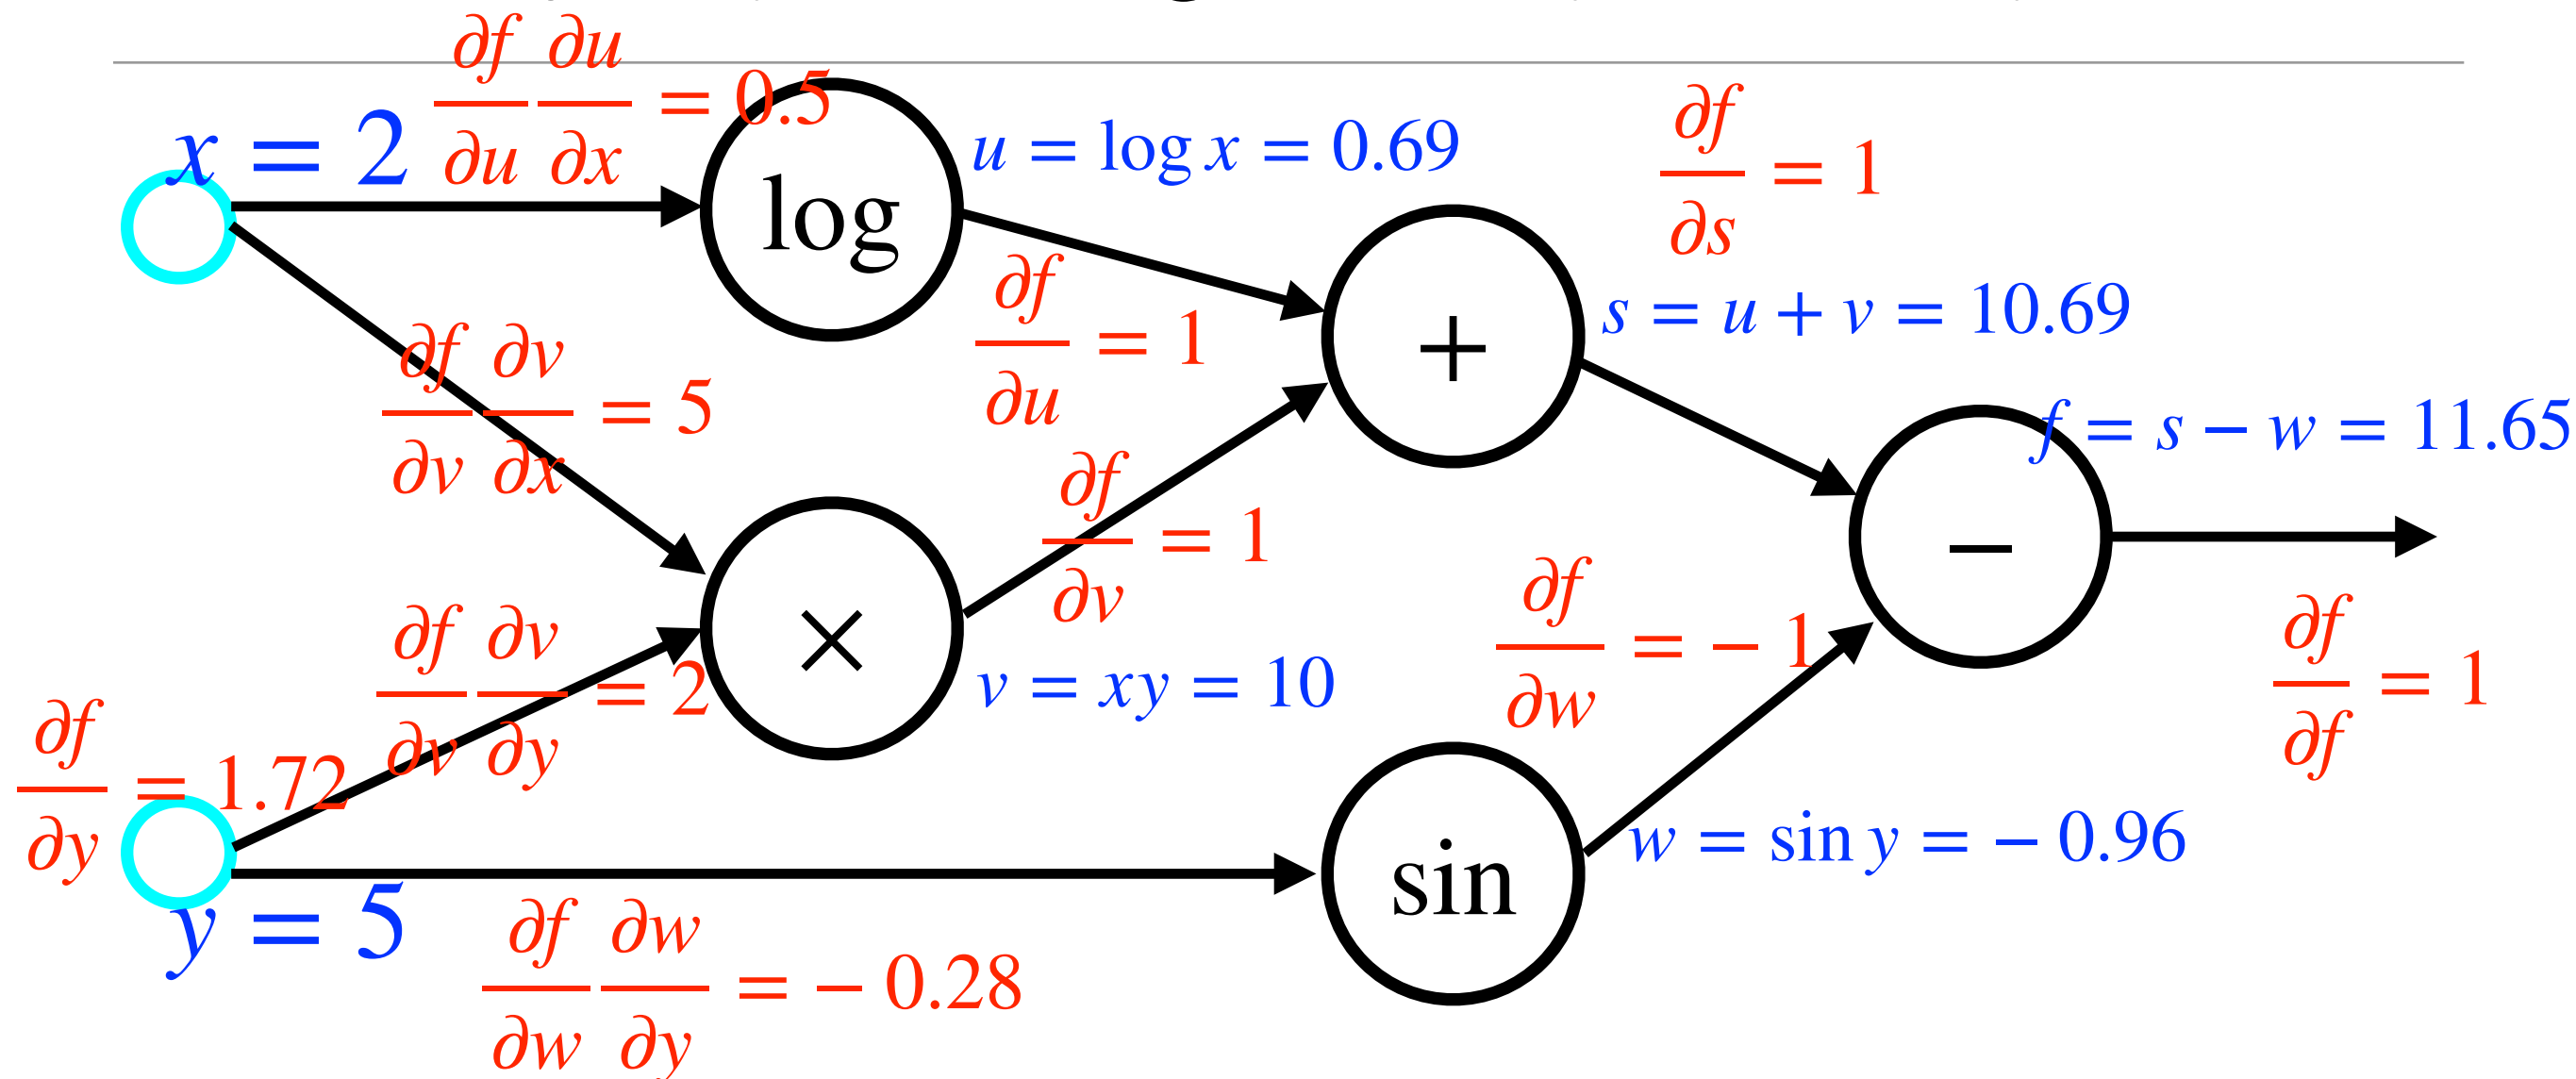 ∂f/∂u ∂u/∂x = 0.5
x = 2
log
u = log x = 0.69
∂f/∂s = 1
∂f/∂u = 1
+
s = u + v = 10.69
∂f/∂v ∂v/∂x = 5
f = s − w = 11.65
∂f/∂v = 1
−
×
∂f/∂w = − 1
∂f/∂f = 1
∂f/∂v ∂v/∂y = 2
v = xy = 10
∂f/∂y = 1.72
w = sin y = − 0.96
sin
y = 5
∂f/∂w ∂w/∂y = − 0.28